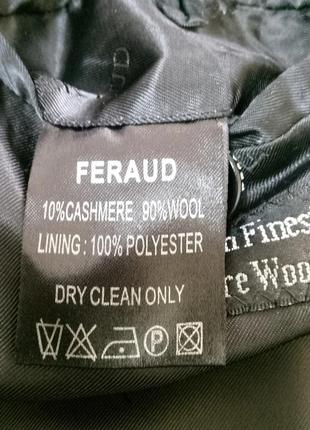 FERAUD
10%CASHMERE 90%WOOL
LINING : 100% POLYESTER
DRY CLEAN ONLY
P